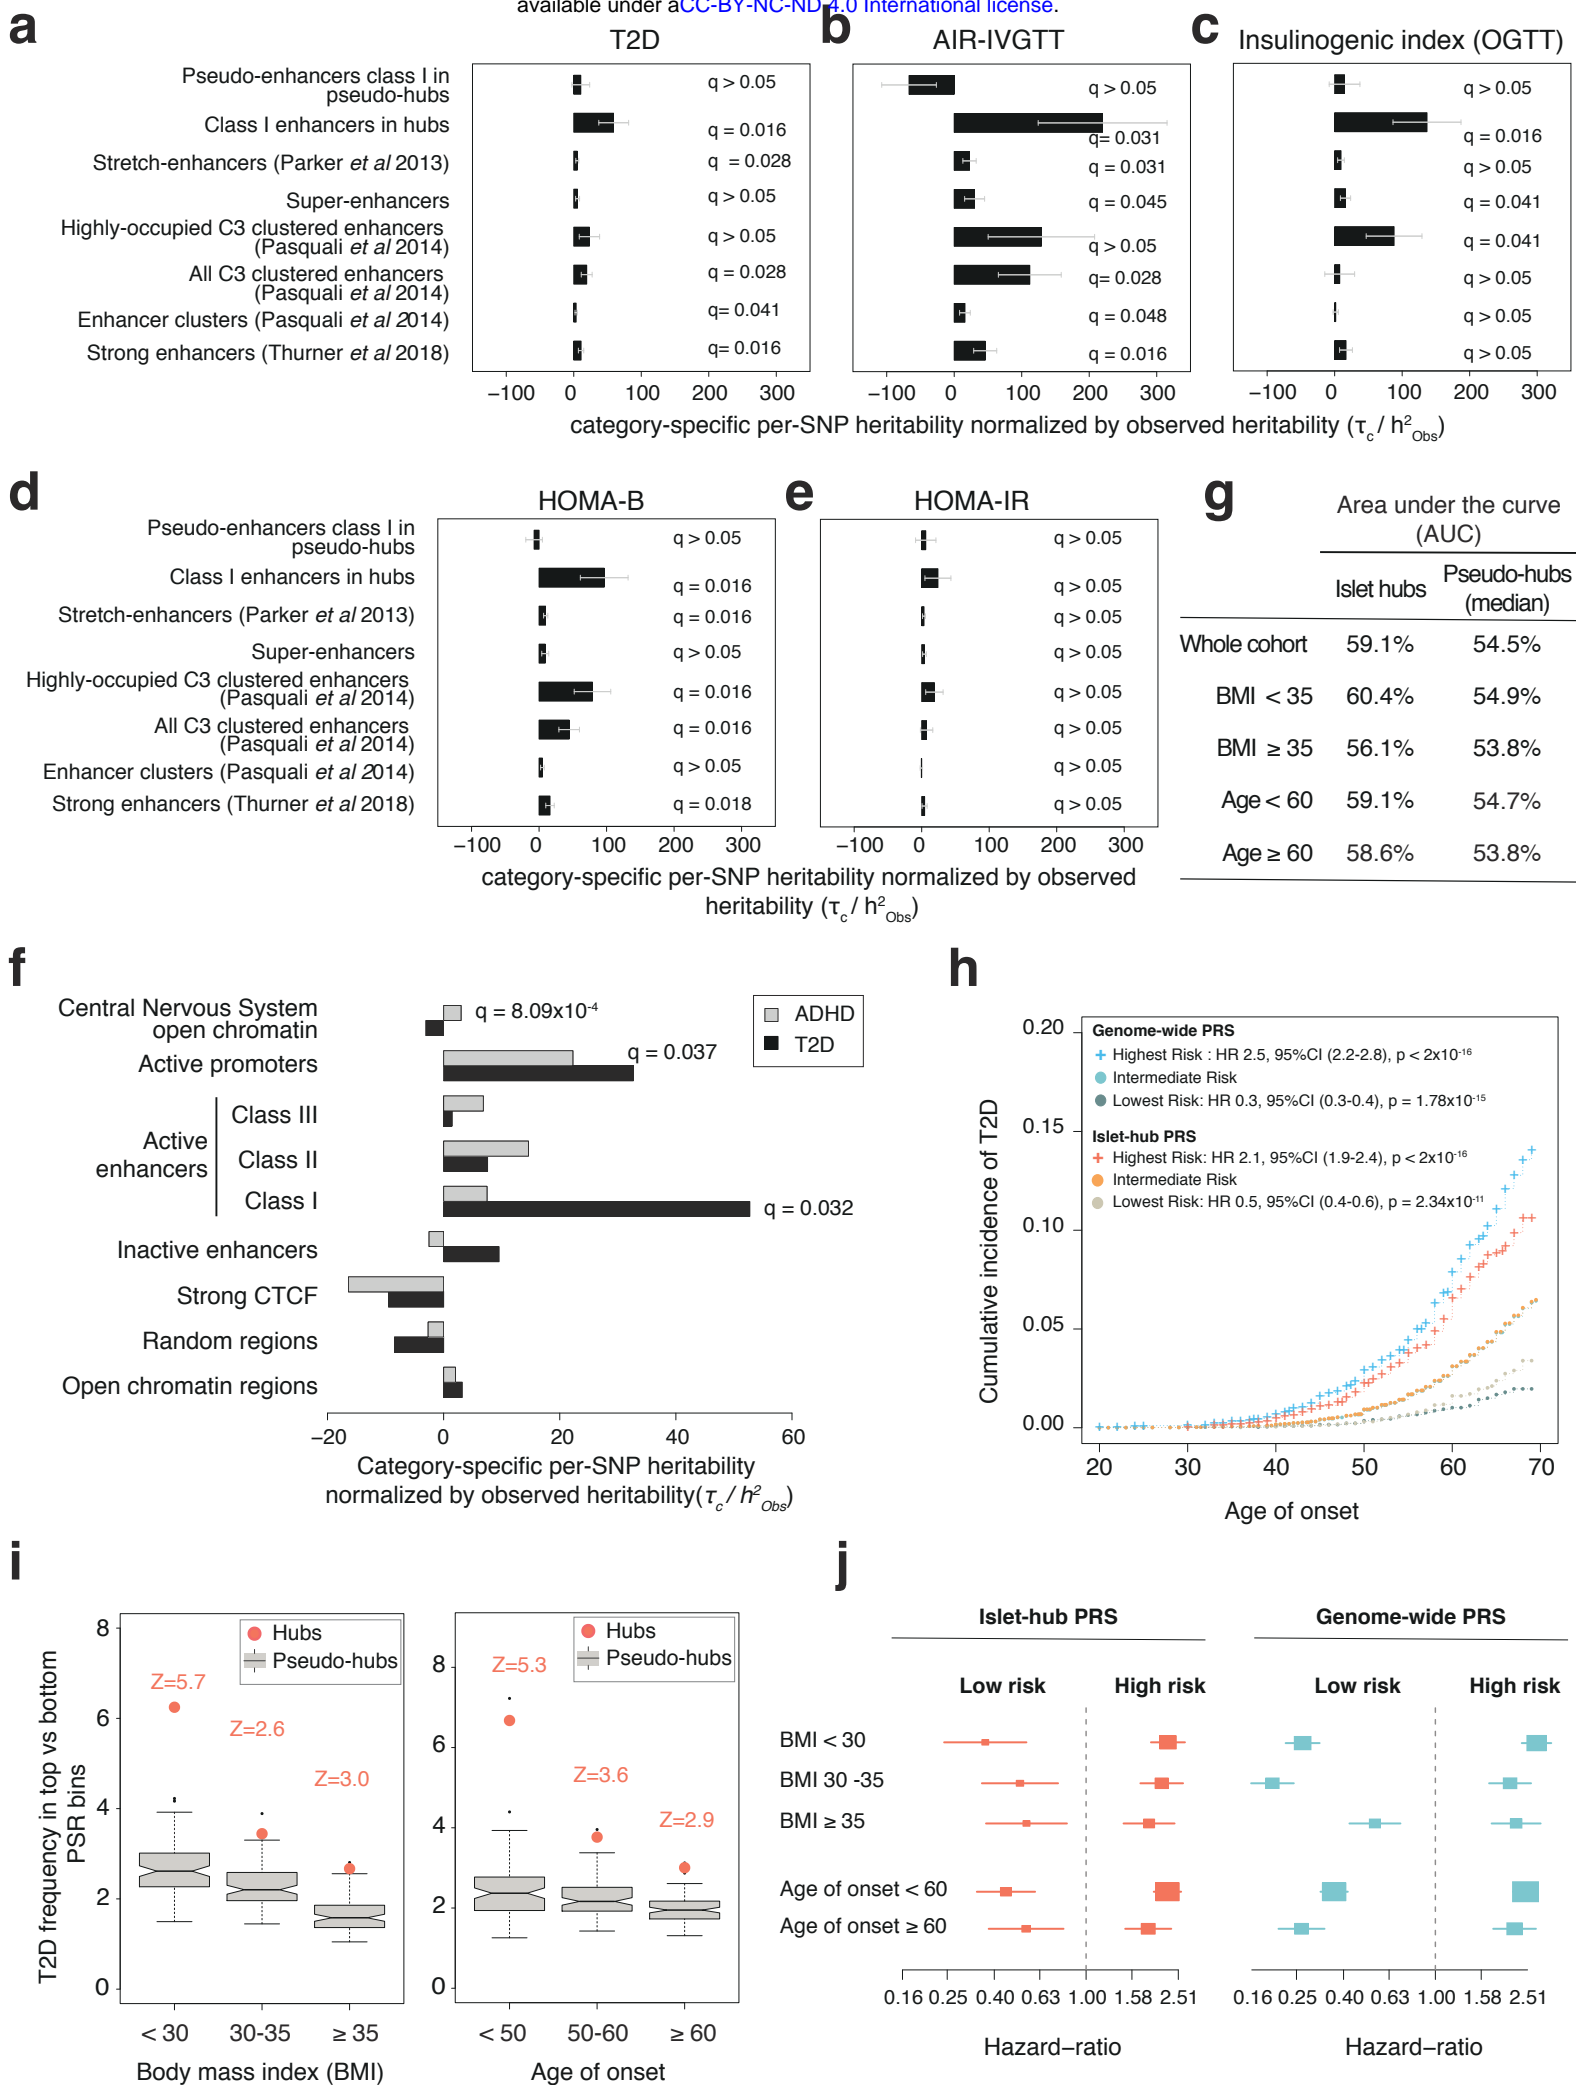 available under aCC-BY-NC-ND 4.0 International license.
a
T2D
Pseudo-enhancers class I in
pseudo-hubs
Class I enhancers in hubs
Stretch-enhancers (Parker et al 2013)
Super-enhancers
Highly-occupied C3 clustered enhancers
(Pasquali et al 2014)
All C3 clustered enhancers
(Pasquali et al 2014)
Enhancer clusters (Pasquali et al 2014)
Strong enhancers (Thurner et al 2018)
q > 0.05
q = 0.016
q = 0.028
q > 0.05
q > 0.05
q = 0.028
q= 0.041
q= 0.016
−100 0 100 200 300
b
AIR-IVGTT
q > 0.05
q= 0.031
q = 0.031
q = 0.045
q > 0.05
q= 0.028
q = 0.048
q = 0.016
−100 0 100 200 300
c
Insulinogenic index (OGTT)
q > 0.05
q = 0.016
q > 0.05
q = 0.041
q = 0.041
q > 0.05
q > 0.05
q > 0.05
−100 0 100 200 300
category-specific per-SNP heritability normalized by observed heritability (τc / h²Obs)
d
HOMA-B
Pseudo-enhancers class I in
pseudo-hubs
Class I enhancers in hubs
Stretch-enhancers (Parker et al 2013)
Super-enhancers
Highly-occupied C3 clustered enhancers
(Pasquali et al 2014)
All C3 clustered enhancers
(Pasquali et al 2014)
Enhancer clusters (Pasquali et al 2014)
Strong enhancers (Thurner et al 2018)
q > 0.05
q = 0.016
q = 0.016
q > 0.05
q = 0.016
q = 0.016
q > 0.05
q = 0.018
−100 0 100 200 300
e
HOMA-IR
q > 0.05
q > 0.05
q > 0.05
q > 0.05
q > 0.05
q > 0.05
q > 0.05
q > 0.05
−100 0 100 200 300
category-specific per-SNP heritability normalized by observed
heritability (τc / h²Obs)
g
Area under the curve
(AUC)
Islet hubs Pseudo-hubs
(median)
Whole cohort 59.1% 54.5%
BMI < 35 60.4% 54.9%
BMI ≥ 35 56.1% 53.8%
Age < 60 59.1% 54.7%
Age ≥ 60 58.6% 53.8%
f
Central Nervous System
open chromatin
Active promoters
Active
enhancers
Class III
Class II
Class I
Inactive enhancers
Strong CTCF
Random regions
Open chromatin regions
q = 8.09x10-4
q = 0.037
q = 0.032
ADHD
T2D
−20 0 20 40 60
Category-specific per-SNP heritability
normalized by observed heritability(τc / h²Obs)
h
Cumulative incidence of T2D
0.20
0.15
0.10
0.05
0.00
Genome-wide PRS
Highest Risk : HR 2.5, 95%CI (2.2-2.8), p < 2x10-16
Intermediate Risk
Lowest Risk: HR 0.3, 95%CI (0.3-0.4), p = 1.78x10-15
Islet-hub PRS
Highest Risk: HR 2.1, 95%CI (1.9-2.4), p < 2x10-16
Intermediate Risk
Lowest Risk: HR 0.5, 95%CI (0.4-0.6), p = 2.34x10-11
20 30 40 50 60 70
Age of onset
i
T2D frequency in top vs bottom
PSR bins
8
6
4
2
0
Hubs
Pseudo-hubs
Z=5.7
Z=2.6
Z=3.0
< 30 30-35 ≥ 35
Body mass index (BMI)
8
6
4
2
0
Hubs
Pseudo-hubs
Z=5.3
Z=3.6
Z=2.9
< 50 50-60 ≥ 60
Age of onset
j
Islet-hub PRS Genome-wide PRS
Low risk High risk Low risk High risk
BMI < 30
BMI 30 -35
BMI ≥ 35
Age of onset < 60
Age of onset ≥ 60
0.16 0.25 0.40 0.63 1.00 1.58 2.51 0.16 0.25 0.40 0.63 1.00 1.58 2.51
Hazard−ratio Hazard−ratio